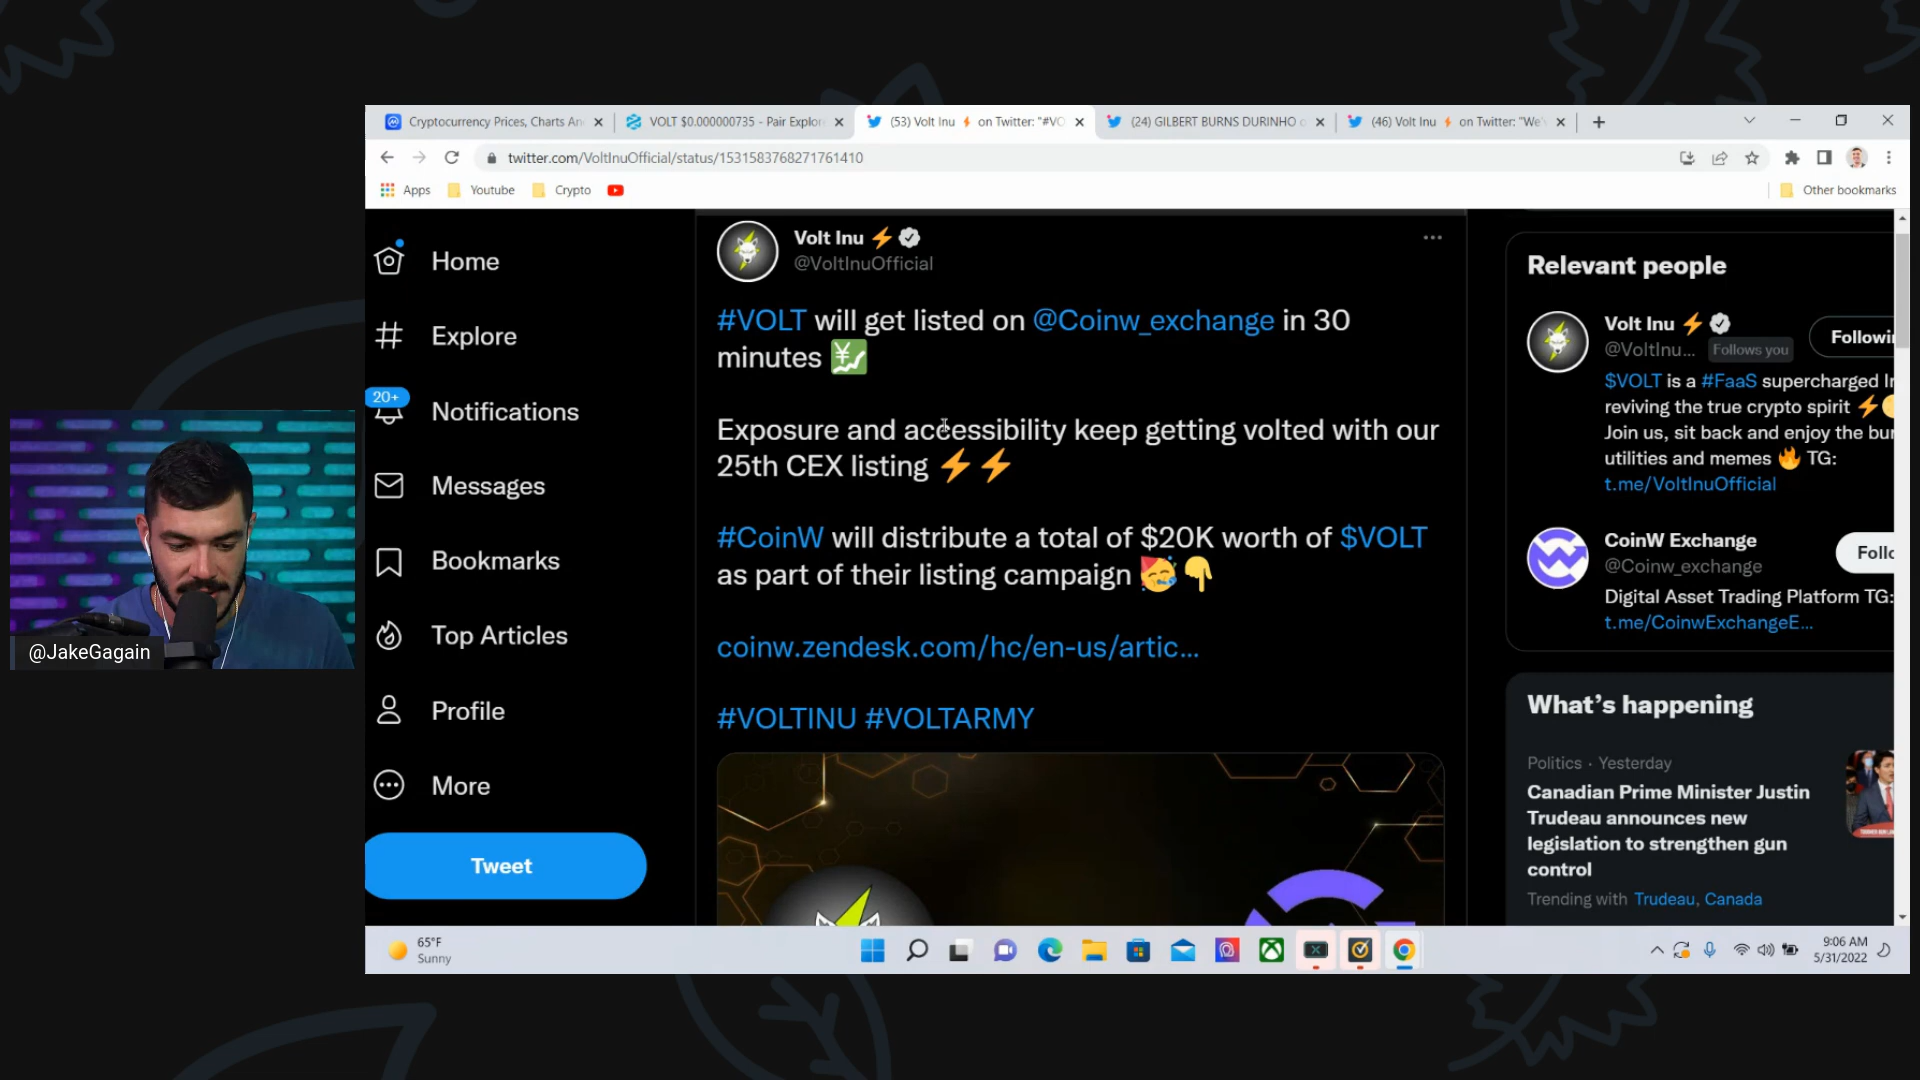 Cryptocurrency Prices, Charts An
VOLT $0.000000735 - Pair Explor
(53) Volt Inu ⚡ on Twitter: "#VO
(24) GILBERT BURNS DURINHO
(46) Volt Inu ⚡ on Twitter: "We'
twitter.com/VoltInuOfficial/status/1531583768271761410
Apps
Youtube
Crypto
Other bookmarks
Home
Explore
20+
Notifications
Messages
Bookmarks
Top Articles
Profile
More
Tweet
Volt Inu ⚡
@VoltInuOfficial
#VOLT will get listed on @Coinw_exchange in 30
minutes 💹
Exposure and accessibility keep getting volted with our
25th CEX listing ⚡⚡
#CoinW will distribute a total of $20K worth of $VOLT
as part of their listing campaign 🥳👇
coinw.zendesk.com/hc/en-us/artic...
#VOLTINU #VOLTARMY
Relevant people
Volt Inu ⚡
@VoltInu... Follows you
Followi
$VOLT is a #FaaS supercharged In
reviving the true crypto spirit ⚡
Join us, sit back and enjoy the bur
utilities and memes 🔥 TG:
t.me/VoltInuOfficial
CoinW Exchange
@Coinw_exchange
Follo
Digital Asset Trading Platform TG:
t.me/CoinwExchangeE...
What's happening
Politics · Yesterday
Canadian Prime Minister Justin
Trudeau announces new
legislation to strengthen gun
control
Trending with Trudeau, Canada
@JakeGagain
65°F
Sunny
9:06 AM
5/31/2022